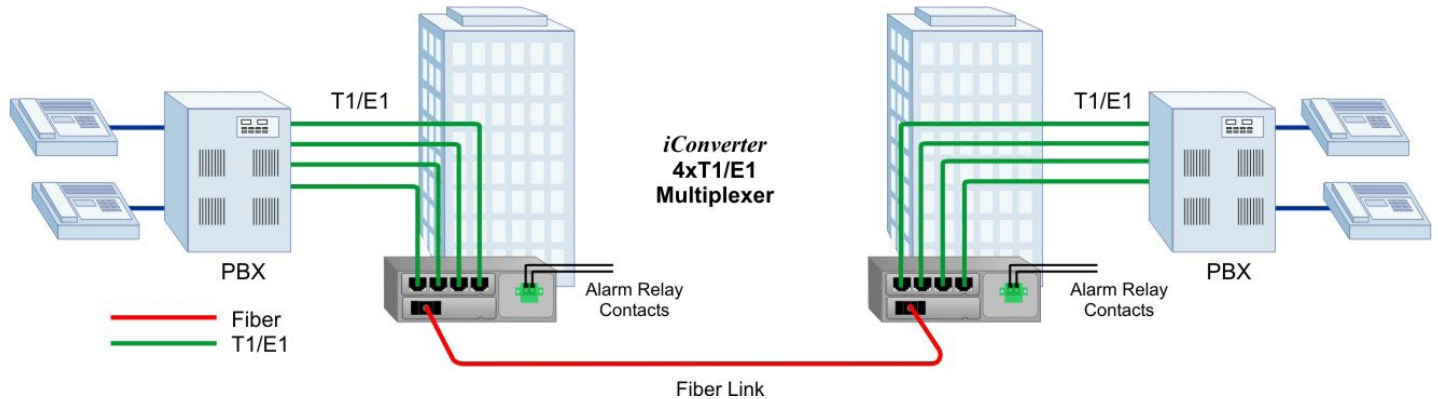 T1/E1
T1/E1
iConverter
4xT1/E1
Multiplexer
PBX
PBX
Alarm Relay
Contacts
Alarm Relay
Contacts
Fiber
T1/E1
Fiber Link